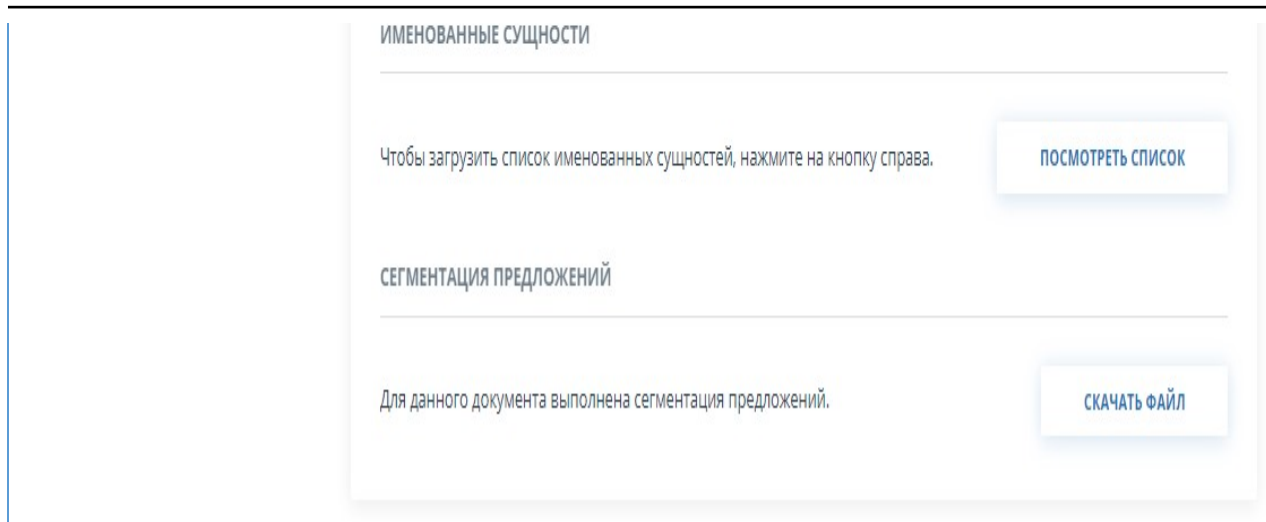 ИМЕНОВАННЫЕ СУЩНОСТИ
Чтобы загрузить список именованных сущностей, нажмите на кнопку справа.
ПОСМОТРЕТЬ СПИСОК
СЕГМЕНТАЦИЯ ПРЕДЛОЖЕНИЙ
Для данного документа выполнена сегментация предложений.
СКАЧАТЬ ФАЙЛ